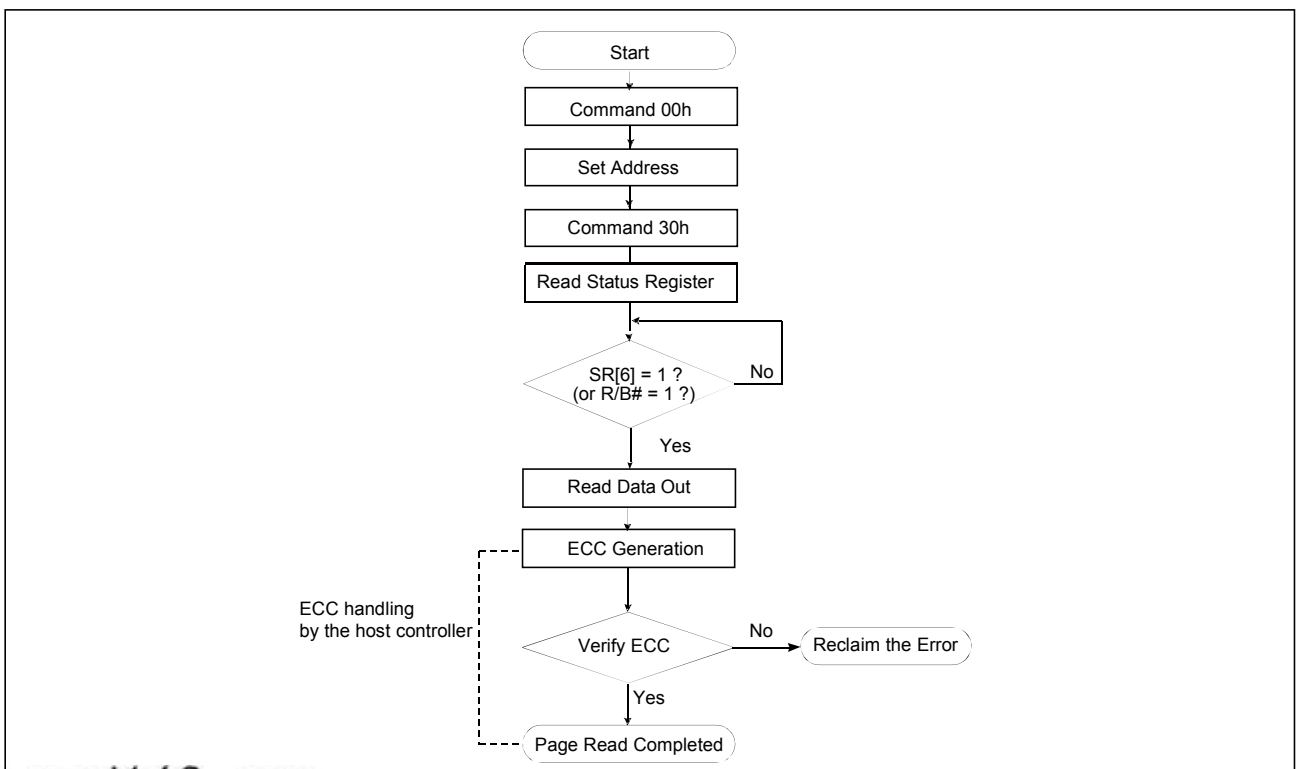 Start
Command 00h
Set Address
Command 30h
Read Status Register
SR[6] = 1 ?
(or R/B# = 1 ?)
No
Yes
Read Data Out
ECC Generation
ECC handling
by the host controller
Verify ECC
No
Reclaim the Error
Yes
Page Read Completed